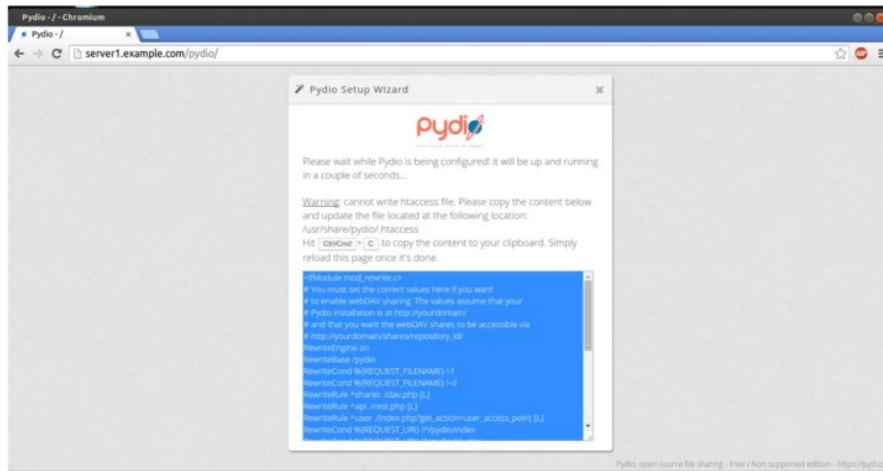 Pydio - / - Chromium
Pydio - /
server1.example.com/pydio/
ABP
Pydio Setup Wizard
pydio
Please wait while Pydio is being configured! It will be up and running
in a couple of seconds...
Warning: cannot write htaccess file. Please copy the content below
and update the file located at the following location:
/usr/share/pydio/.htaccess
Hit Ctrl/Cmd + C to copy the content to your clipboard. Simply
reload this page once it's done.
<IfModule mod_rewrite.c>
# You must set the correct values here if you want
# to enable webDAV sharing. The values assume that your
# Pydio installation is at http://yourdomain/
# and that you want the webDAV shares to be accessible via
# http://yourdomain/shares/repository_id/
RewriteEngine on
RewriteBase /pydio
RewriteCond %{REQUEST_FILENAME} !-f
RewriteCond %{REQUEST_FILENAME} !-d
RewriteRule ^shares ./dav.php [L]
RewriteRule ^api ./rest.php [L]
RewriteRule ^user ./index.php?get_action=user_access_point [L]
RewriteCond %{REQUEST_URI} !^/pydio/index
Pydio, open source file sharing - Free / Non supported edition - https://pydio